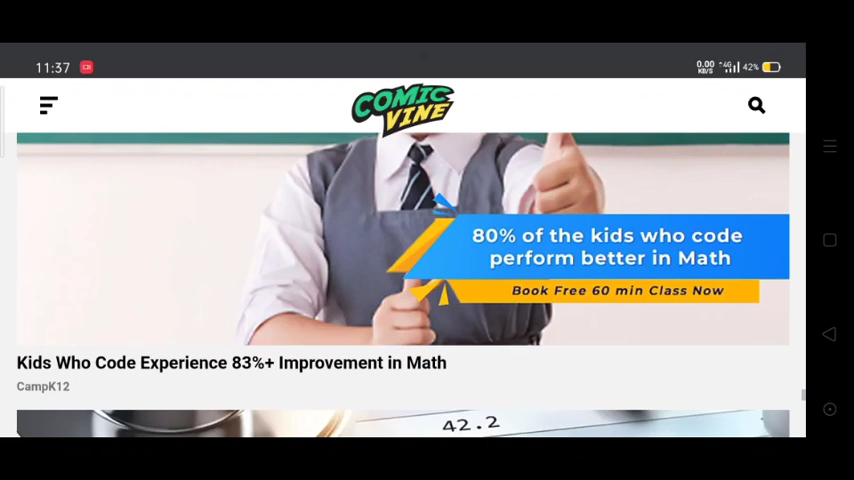 11:37
0.00
KB/S
4G
42%
COMIC
VINE
80% of the kids who code
perform better in Math
Book Free 60 min Class Now
Kids Who Code Experience 83%+ Improvement in Math
CampK12
42.2